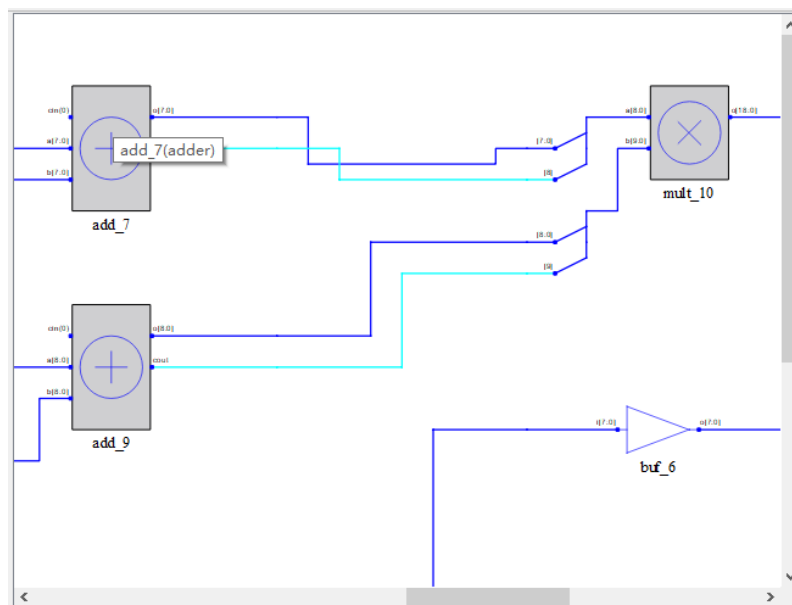 cin(0) o[7.0] a[8.0] o[18.0]
a[7.0] [7.0] b[9.0]
add_7(adder)
b[7.0] [8]
mult_10
add_7
[8.0]
[9]
cin(0) o[8.0]
a[8.0] cout
b[8.0]
i[7.0] o[7.0]
add_9
buf_6